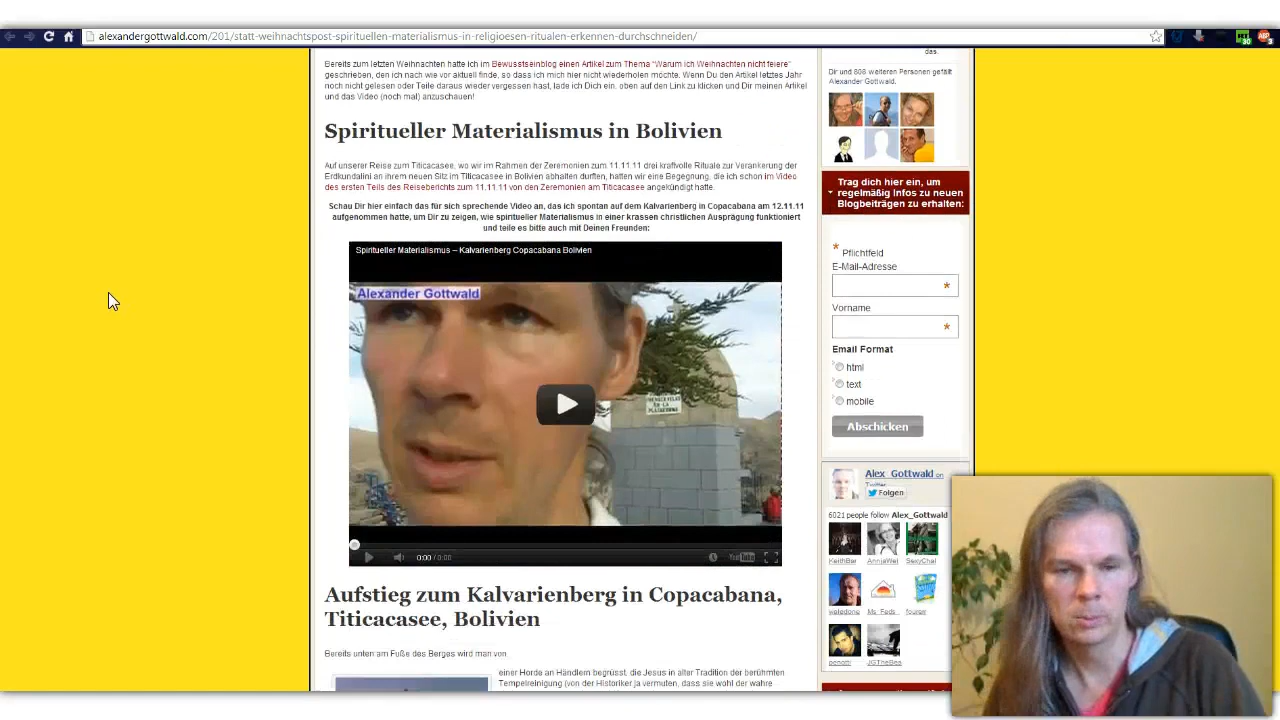 alexandergottwald.com/201/statt-weihnachtspost-spirituellen-materialismus-in-religioesen-ritualen-erkennen-durchschneiden/
Bereits zum letzten Weihnachten hatte ich im Bewusstseinblog einen Artikel zum Thema "Warum ich Weihnachten nicht feiere"
geschrieben, den ich nach wie vor aktuell finde, so dass ich mich hier nicht wiederholen möchte. Wenn Du den Artikel letztes Jahr
noch nicht gelesen oder Teile daraus wieder vergessen hast, lade ich Dich ein, oben auf den Link zu klicken und Dir meinen Artikel
und das Video (noch mal) anzuschauen!
Spiritueller Materialismus in Bolivien
Auf unserer Reise zum Titicacasee, wo wir im Rahmen der Zeremonien zum 11.11.11 drei kraftvolle Rituale zur Verankerung der
Erdkundalini an ihrem neuen Sitz im Titicacasee in Bolivien abhalten durften, hatten wir eine Begegnung, die ich schon im Video
des ersten Teils des Reiseberichts zum 11.11.11 von den Zeremonien am Titicacasee angekündigt hatte.
Schau Dir hier einfach das für sich sprechende Video an, das ich spontan auf dem Kalvarienberg in Copacabana am 12.11.11
aufgenommen hatte, um Dir zu zeigen, wie spiritueller Materialismus in einer krassen christlichen Ausprägung funktioniert
und teile es bitte auch mit Deinen Freunden:
Spiritueller Materialismus – Kalvarienberg Copacabana Bolivien
Alexander Gottwald
0:00 / 0:00
YouTube
Aufstieg zum Kalvarienberg in Copacabana,
Titicacasee, Bolivien
Bereits unten am Fuße des Berges wird man von
einer Horde an Händlern begrüsst, die Jesus in aller Tradition der berühmten
Tempelreinigung (von der Historiker ja vermuten, dass sie wohl der wahre
das.
Dir und 808 weiteren Personen gefällt
Alexander Gottwald.
Trag dich hier ein, um
regelmäßig Infos zu neuen
Blogbeiträgen zu erhalten:
* Pflichtfeld
E-Mail-Adresse
*
Vorname
*
Email Format
html
text
mobile
Abschicken
Alex_Gottwald on
Twitter
Folgen
6021 people follow Alex_Gottwald
KeithBar AnnjaWei SexyChal
waledone Ms_Feds_ fouren
penotti JGTheBea